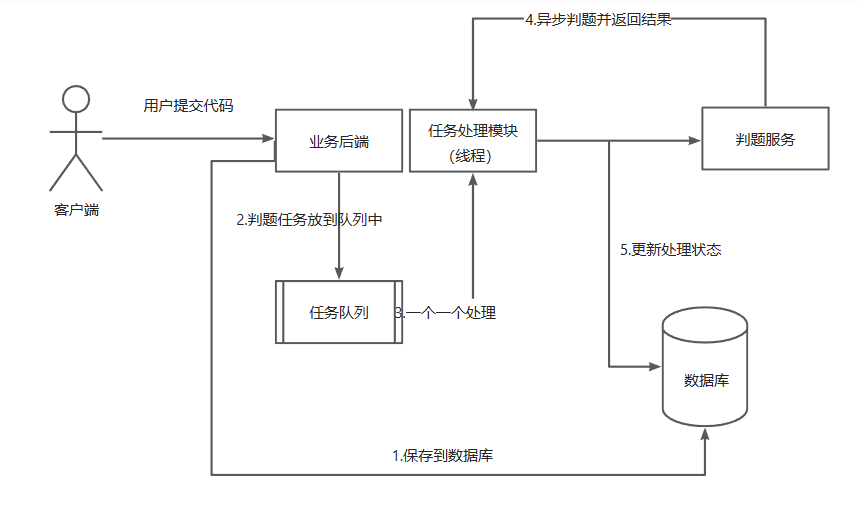 4.异步判题并返回结果
用户提交代码
业务后端
任务处理模块
（线程）
判题服务
客户端
2.判题任务放到队列中
5.更新处理状态
任务队列
3.一个一个处理
数据库
1.保存到数据库